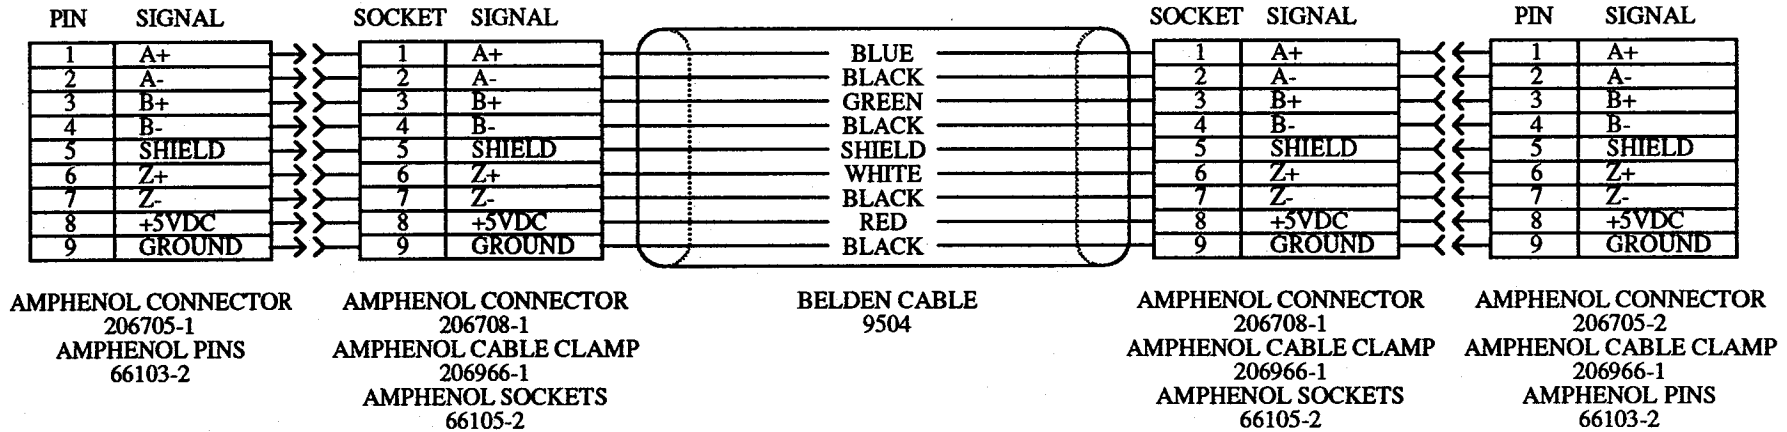 PIN SIGNAL SOCKET SIGNAL SOCKET SIGNAL PIN SIGNAL
1 A+ 1 A+ BLUE 1 A+ 1 A+
2 A- 2 A- BLACK 2 A- 2 A-
3 B+ 3 B+ GREEN 3 B+ 3 B+
4 B- 4 B- BLACK 4 B- 4 B-
5 SHIELD 5 SHIELD SHIELD 5 SHIELD 5 SHIELD
6 Z+ 6 Z+ WHITE 6 Z+ 6 Z+
7 Z- 7 Z- BLACK 7 Z- 7 Z-
8 +5VDC 8 +5VDC RED 8 +5VDC 8 +5VDC
9 GROUND 9 GROUND BLACK 9 GROUND 9 GROUND
AMPHENOL CONNECTOR
206705-1
AMPHENOL PINS
66103-2
AMPHENOL CONNECTOR
206708-1
AMPHENOL CABLE CLAMP
206966-1
AMPHENOL SOCKETS
66105-2
BELDEN CABLE
9504
AMPHENOL CONNECTOR
206708-1
AMPHENOL CABLE CLAMP
206966-1
AMPHENOL SOCKETS
66105-2
AMPHENOL CONNECTOR
206705-2
AMPHENOL CABLE CLAMP
206966-1
AMPHENOL PINS
66103-2